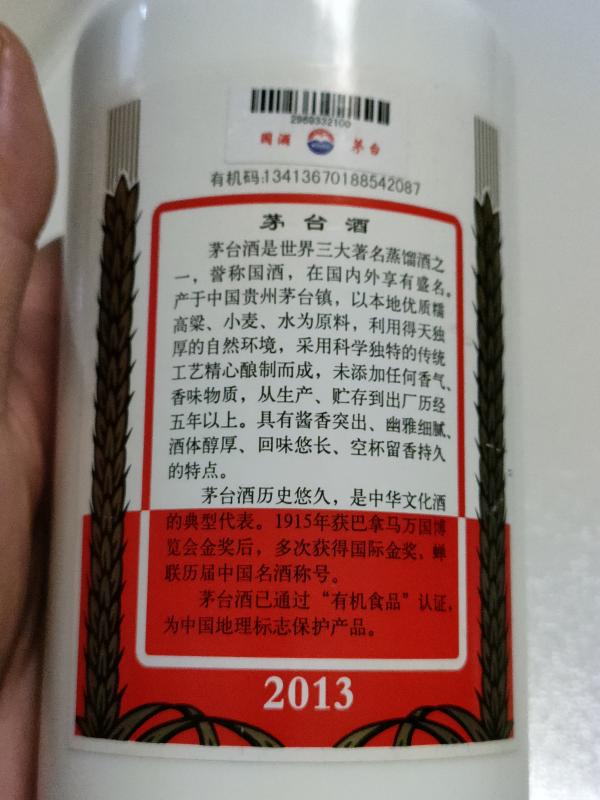 2969332100
国酒 茅台
有机码:13413670188542087
茅台酒
茅台酒是世界三大著名蒸馏酒之
一，誉称国酒，在国内外享有盛名。
产于中国贵州茅台镇，以本地优质糯
高粱、小麦、水为原料，利用得天独
厚的自然环境，采用科学独特的传统
工艺精心酿制而成，未添加任何香气、
香味物质，从生产、贮存到出厂历经
五年以上。具有酱香突出、幽雅细腻、
酒体醇厚、回味悠长、空杯留香持久
的特点。
茅台酒历史悠久，是中华文化酒
的典型代表。1915年获巴拿马万国博
览会金奖后，多次获得国际金奖，蝉
联历届中国名酒称号。
茅台酒已通过“有机食品”认证，
为中国地理标志保护产品。
2013